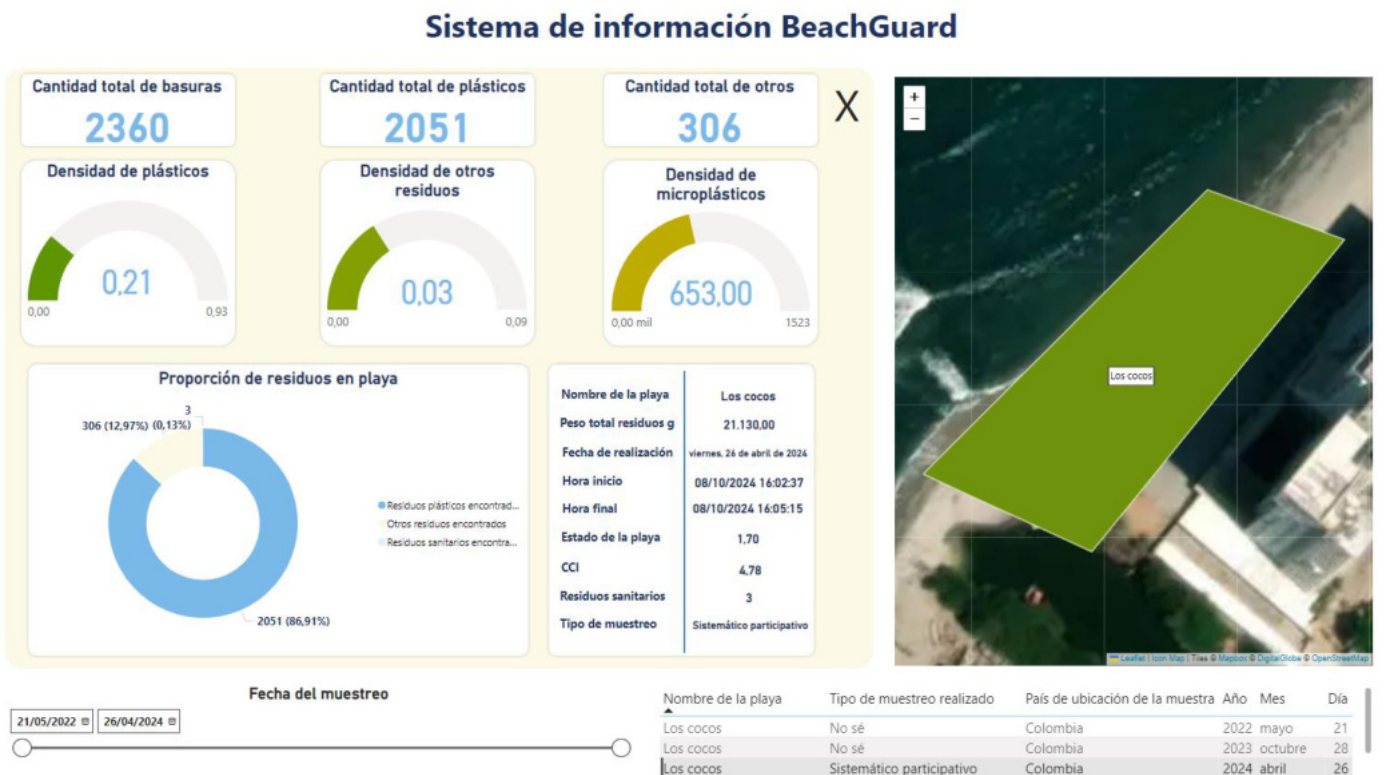 Sistema de información BeachGuard
Cantidad total de basuras
2360
Cantidad total de plásticos
2051
Cantidad total de otros
306
X
Densidad de plásticos
0,21
0,00
0,93
Densidad de otros
residuos
0,03
0,00
0,09
Densidad de
microplásticos
653,00
0,00 mil
1523
Proporción de residuos en playa
3
306 (12,97%) (0,13%)
2051 (86,91%)
Residuos plásticos encontrad...
Otros residuos encontrados
Residuos sanitarios encontra...
Nombre de la playa Los cocos
Peso total residuos g 21.130,00
Fecha de realización viernes, 26 de abril de 2024
Hora inicio 08/10/2024 16:02:37
Hora final 08/10/2024 16:05:15
Estado de la playa 1,70
CCI 4,78
Residuos sanitarios 3
Tipo de muestreo Sistemático participativo
+
−
Los cocos
Leaflet | Icon Map | Tiles © Mapbox © DigitalGlobe © OpenStreetMap
Fecha del muestreo
21/05/2022 26/04/2024
Nombre de la playa Tipo de muestreo realizado País de ubicación de la muestra Año Mes Día
Los cocos No sé Colombia 2022 mayo 21
Los cocos No sé Colombia 2023 octubre 28
Los cocos Sistemático participativo Colombia 2024 abril 26